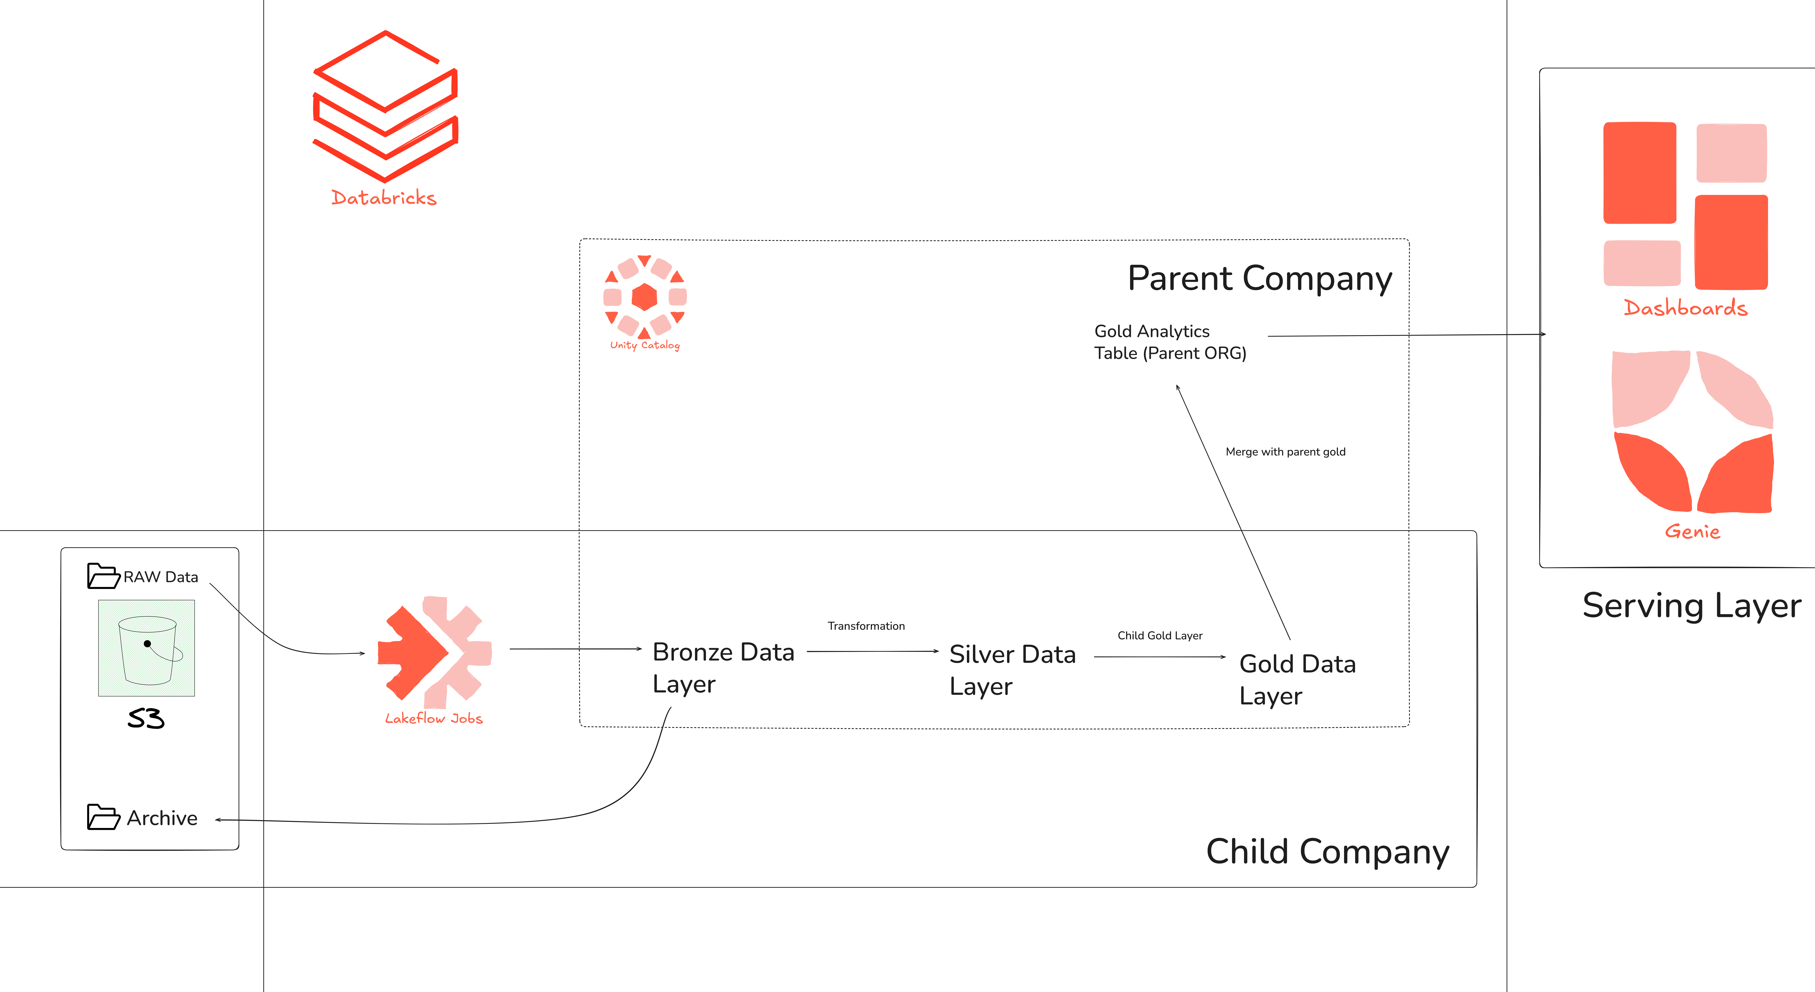 Databricks
Unity Catalog
Parent Company
Gold Analytics
Table (Parent ORG)
Merge with parent gold
Dashboards
Genie
Serving Layer
RAW Data
S3
Archive
Lakeflow Jobs
Bronze Data
Layer
Transformation
Silver Data
Layer
Child Gold Layer
Gold Data
Layer
Child Company